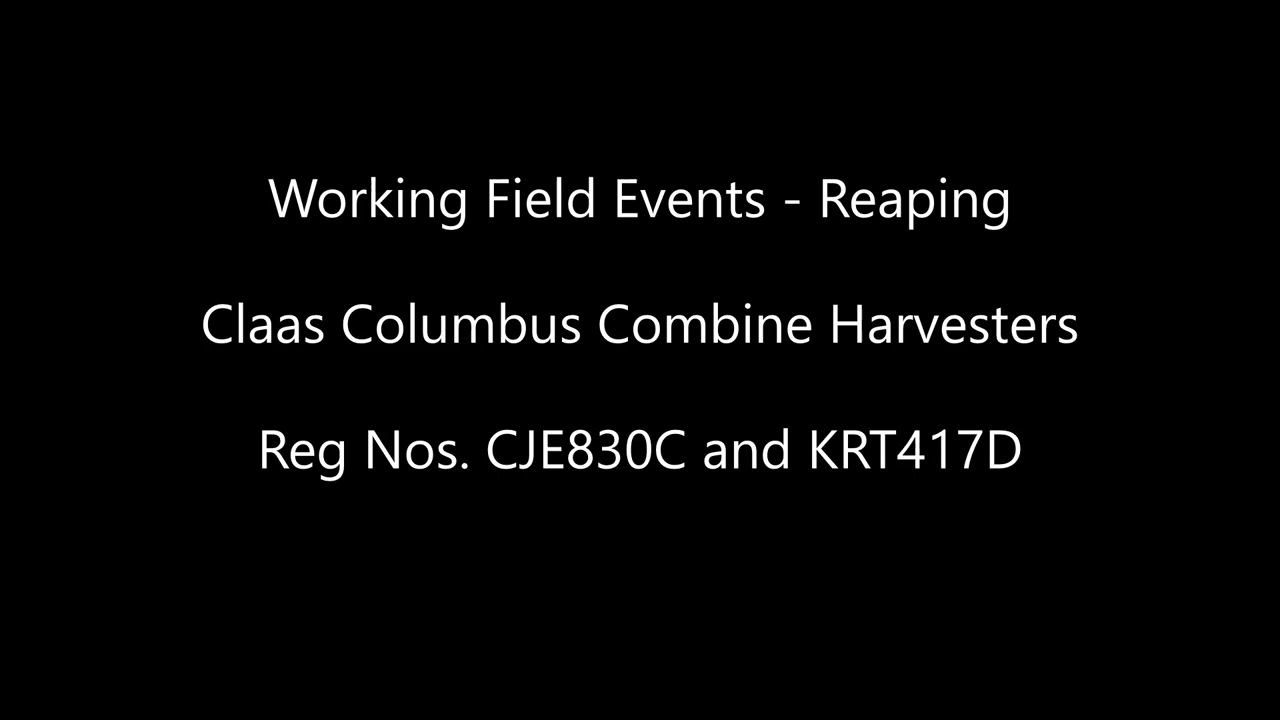 Working Field Events - Reaping
Claas Columbus Combine Harvesters
Reg Nos. CJE830C and KRT417D